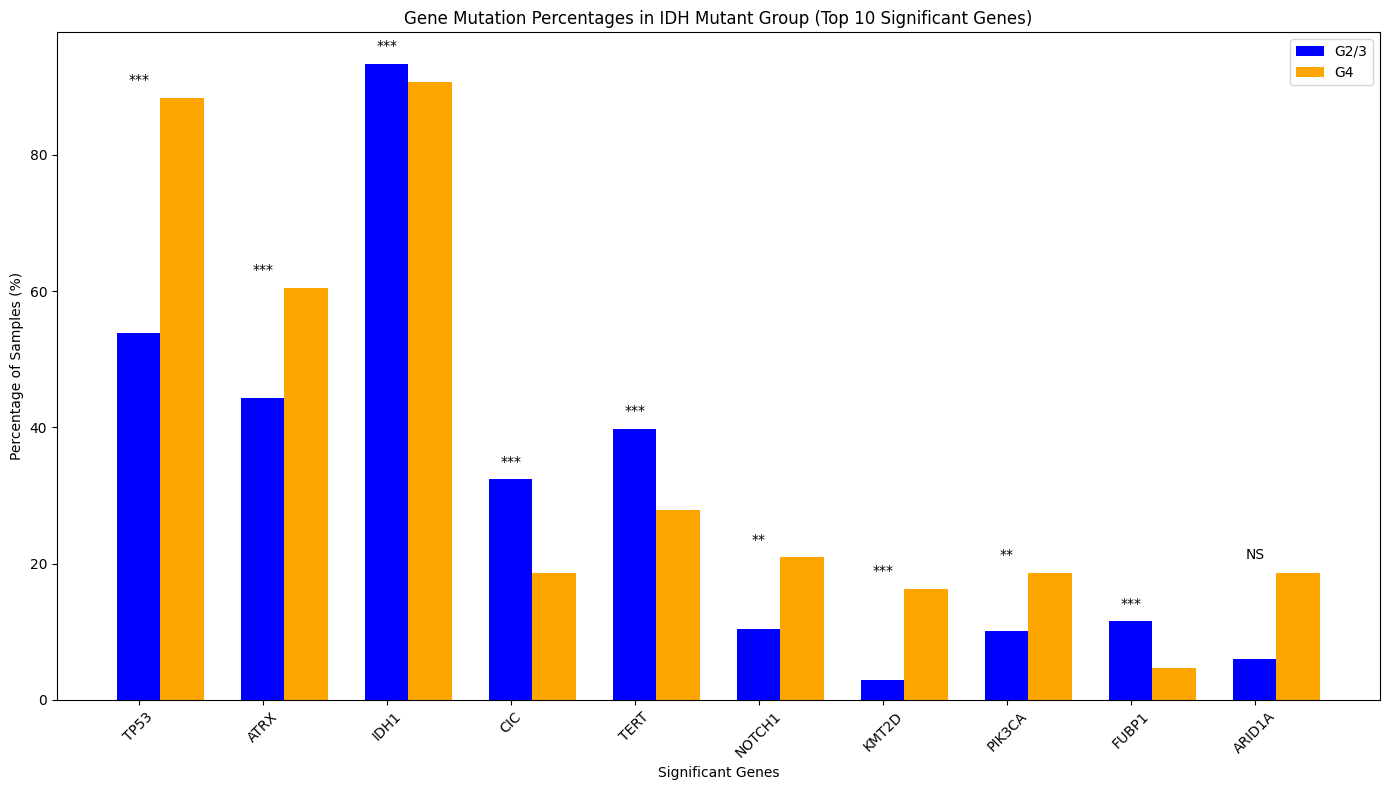 Gene Mutation Percentages in IDH Mutant Group (Top 10 Significant Genes)
G2/3
G4
Percentage of Samples (%)
80
60
40
20
0
***
***
***
***
***
**
***
**
***
NS
TP53
ATRX
IDH1
CIC
TERT
NOTCH1
KMT2D
PIK3CA
FUBP1
ARID1A
Significant Genes